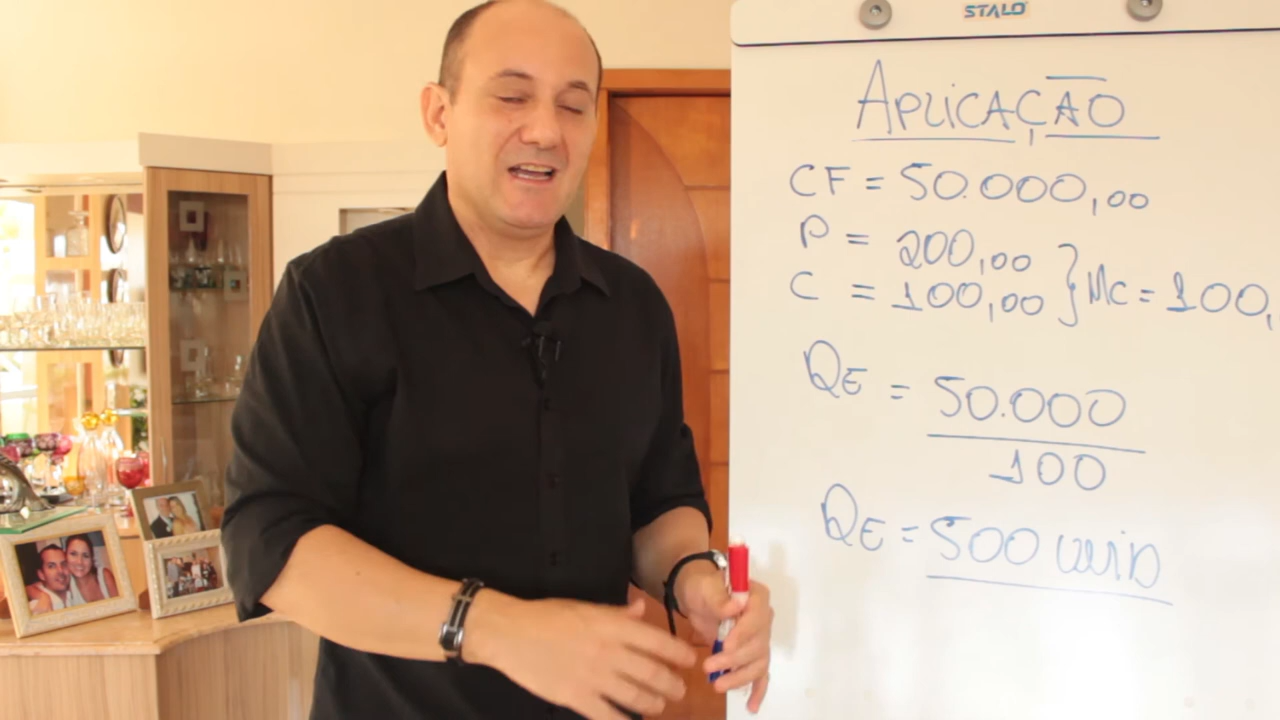 STALO
APLICAÇÃO
CF = 50.000,00
P = 200,00
C = 100,00 } MC = 100,
QE = 50.000
100
QE = 500 UNID